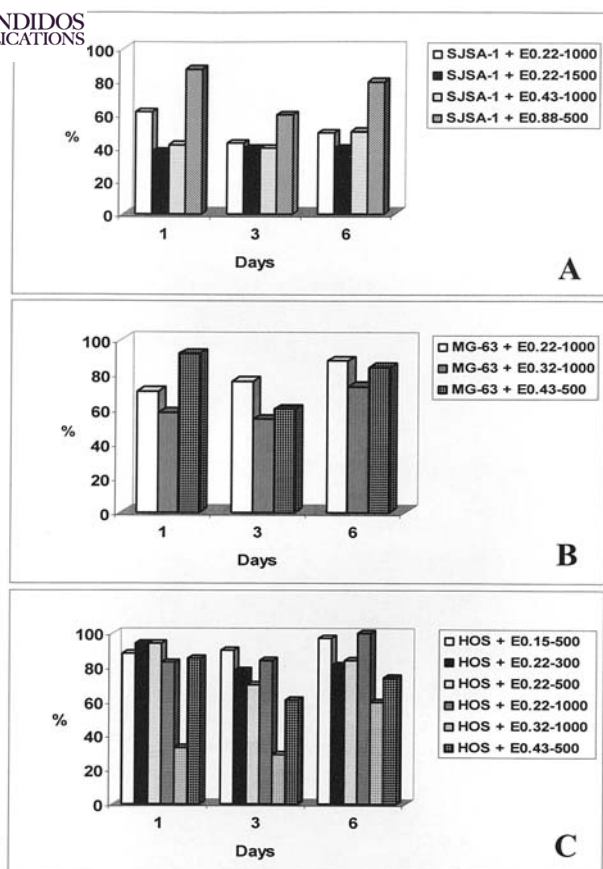 NDIDOS
LICATIONS
100
80
60
40
20
0
%
1 3 6
Days
SJSA-1 + E0.22-1000
SJSA-1 + E0.22-1500
SJSA-1 + E0.43-1000
SJSA-1 + E0.88-500
A
100
80
60
40
20
0
%
1 3 6
Days
MG-63 + E0.22-1000
MG-63 + E0.32-1000
MG-63 + E0.43-500
B
100
80
60
40
20
0
%
1 3 6
Days
HOS + E0.15-500
HOS + E0.22-300
HOS + E0.22-500
HOS + E0.22-1000
HOS + E0.32-1000
HOS + E0.43-500
C